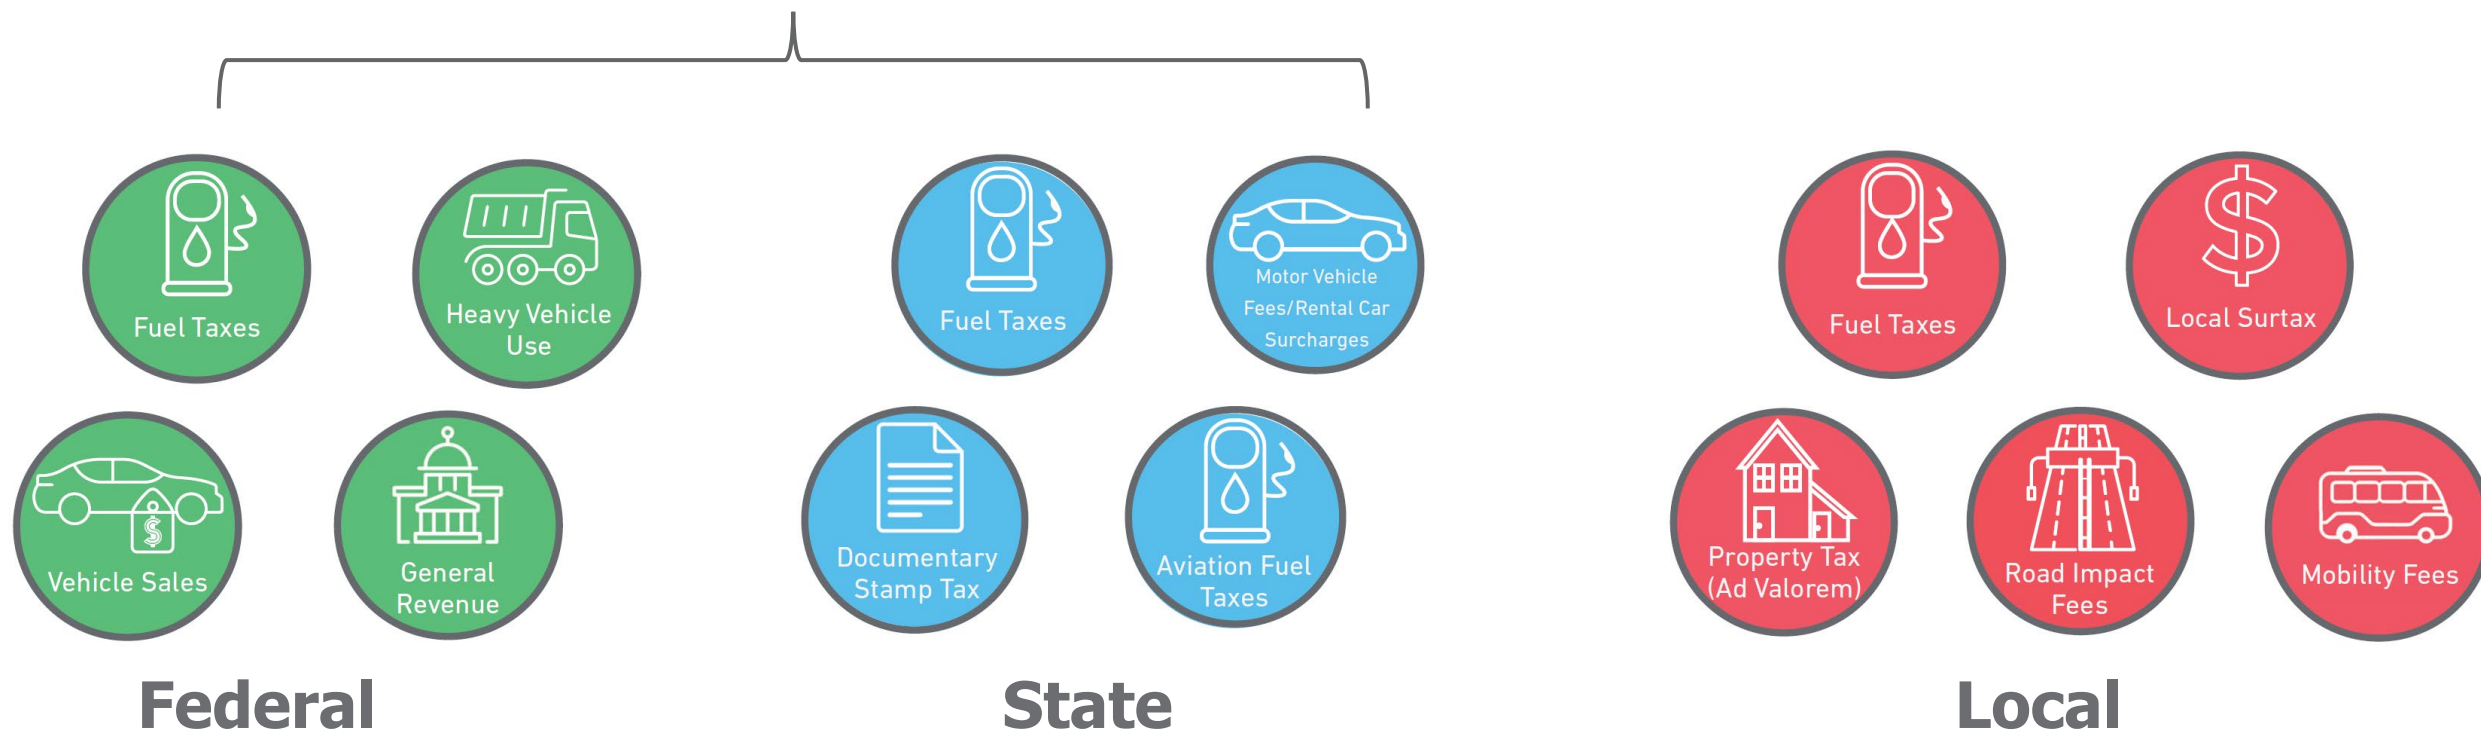 Fuel Taxes
Heavy Vehicle
Use
Vehicle Sales
$
General
Revenue
Federal
Fuel Taxes
Motor Vehicle
Fees/Rental Car
Surcharges
Documentary
Stamp Tax
Aviation Fuel
Taxes
State
Fuel Taxes
$
Local Surtax
Property Tax
(Ad Valorem)
Road Impact
Fees
Mobility Fees
Local